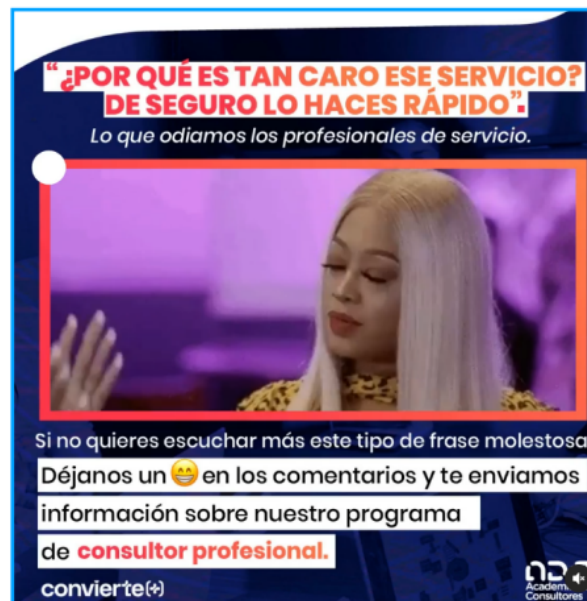 “¿POR QUÉ ES TAN CARO ESE SERVICIO?
DE SEGURO LO HACES RÁPIDO”.
Lo que odiamos los profesionales de servicio.
Si no quieres escuchar más este tipo de frase molestosa
Déjanos un 😁 en los comentarios y te enviamos
información sobre nuestro programa
de consultor profesional.
convierte(+)
Consultores